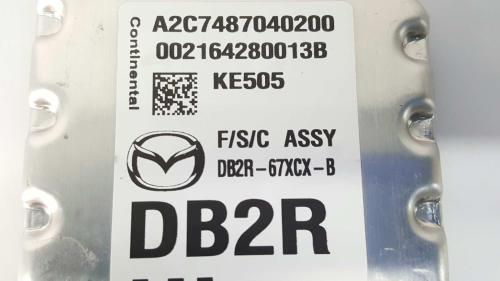 Continental
A2C7487040200
002164280013B
KE505
F/S/C ASSY
DB2R-67XCX-B
DB2R